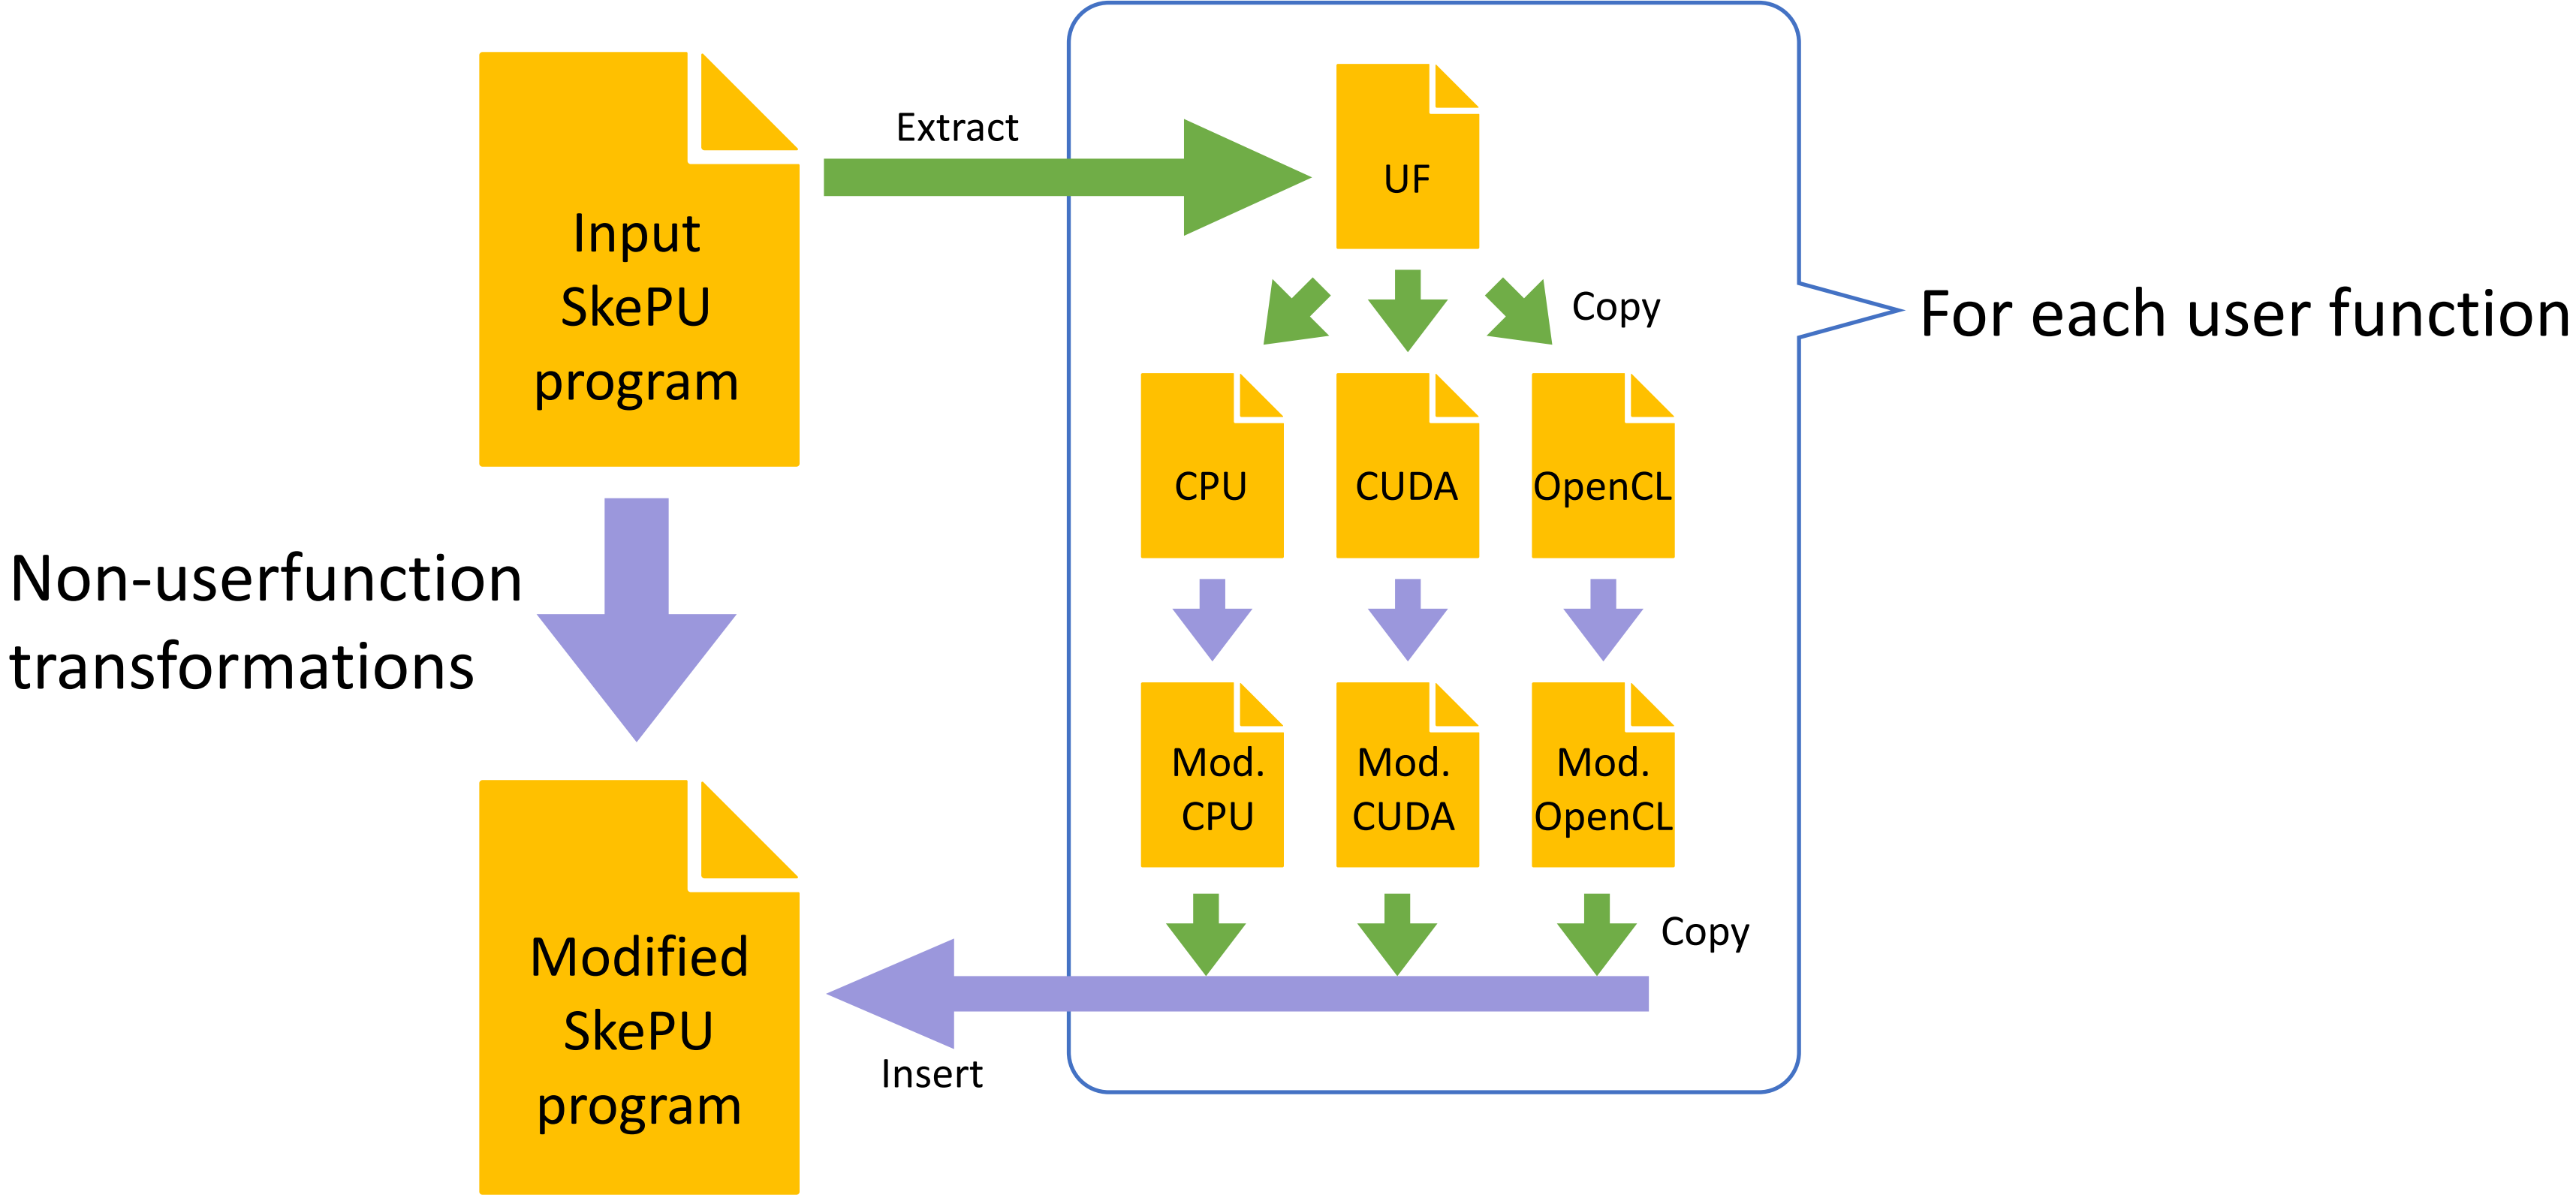 Input
SkePU
program
Extract
UF
Copy
For each user function
CPU
CUDA
OpenCL
Non-userfunction
transformations
Mod.
CPU
Mod.
CUDA
Mod.
OpenCL
Copy
Modified
SkePU
program
Insert